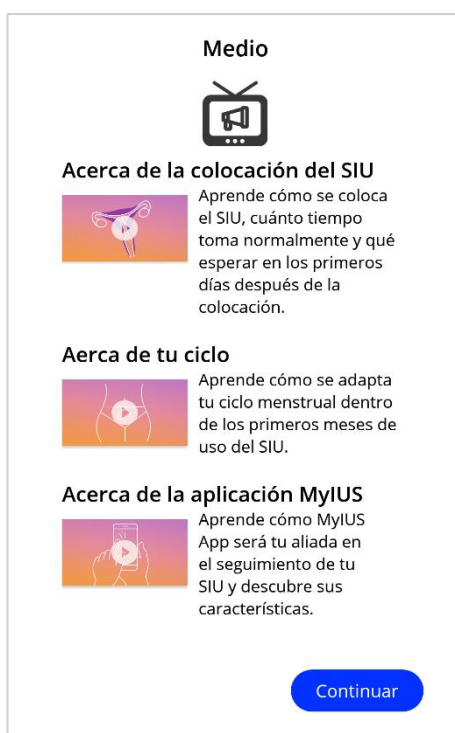 Medio
Acerca de la colocación del SIU
Aprende cómo se coloca
el SIU, cuánto tiempo
toma normalmente y qué
esperar en los primeros
días después de la
colocación.
Aerca de tu ciclo
Aprende cómo se adapta
tu ciclo menstrual dentro
de los primeros meses de
uso del SIU.
Acerca de la aplicación MyIUS
Aprende cómo MyIUS
App será tu aliada en
el seguimiento de tu
SIU y descubre sus
características.
Continuar